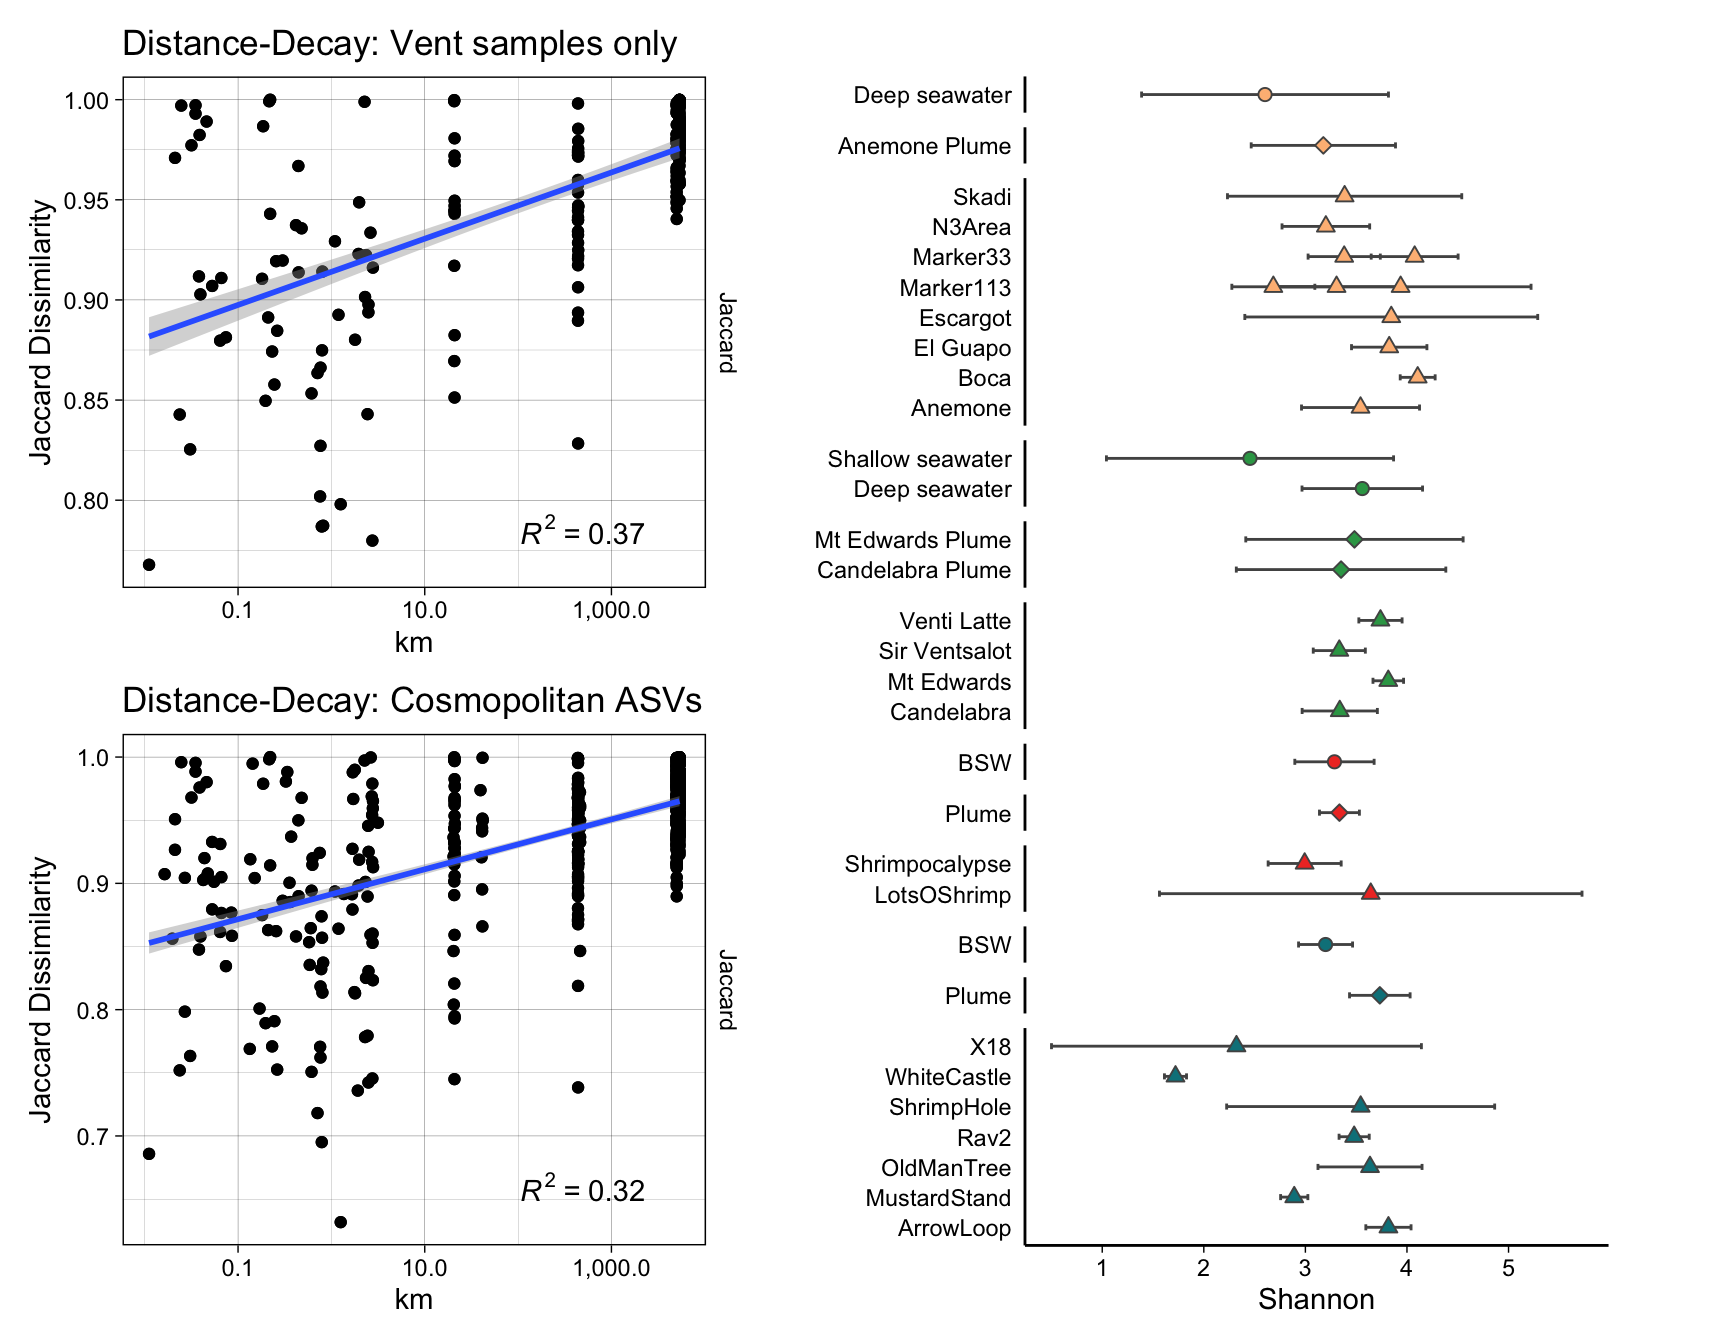 Distance-Decay: Vent samples only
1.00
0.95
0.90
0.85
0.80
Jaccard Dissimilarity
R² = 0.37
Jaccard
0.1
10.0
1,000.0
km
Distance-Decay: Cosmopolitan ASVs
1.0
0.9
0.8
0.7
Jaccard Dissimilarity
R² = 0.32
Jaccard
0.1
10.0
1,000.0
km
Deep seawater
Anemone Plume
Skadi
N3Area
Marker33
Marker113
Escargot
El Guapo
Boca
Anemone
Shallow seawater
Deep seawater
Mt Edwards Plume
Candelabra Plume
Venti Latte
Sir Ventsalot
Mt Edwards
Candelabra
BSW
Plume
Shrimpocalypse
LotsOShrimp
BSW
Plume
X18
WhiteCastle
ShrimpHole
Rav2
OldManTree
MustardStand
ArrowLoop
1
2
3
4
5
Shannon